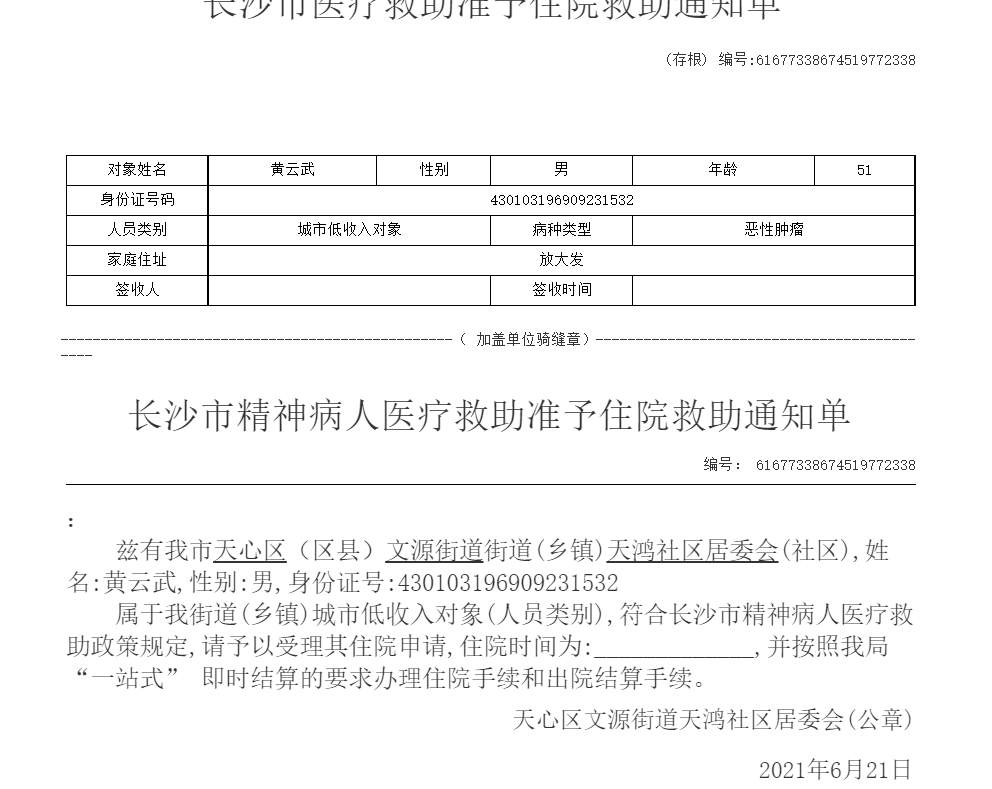 长沙市医疗救助准予住院救助通知单
(存根) 编号:61677338674519772338
对象姓名 黄云武 性别 男 年龄 51
身份证号码 430103196909231532
人员类别 城市低收入对象 病种类型 恶性肿瘤
家庭住址 放大发
签收人 签收时间
-------------------------------------------------( 加盖单位骑缝章)----------------------------------------
----
长沙市精神病人医疗救助准予住院救助通知单
编号: 61677338674519772338
:
兹有我市天心区（区县）文源街道街道(乡镇)天鸿社区居委会(社区),姓
名:黄云武,性别:男,身份证号:430103196909231532
属于我街道(乡镇)城市低收入对象(人员类别),符合长沙市精神病人医疗救
助政策规定,请予以受理其住院申请,住院时间为:_____________,并按照我局
“一站式” 即时结算的要求办理住院手续和出院结算手续。
天心区文源街道天鸿社区居委会(公章)
2021年6月21日